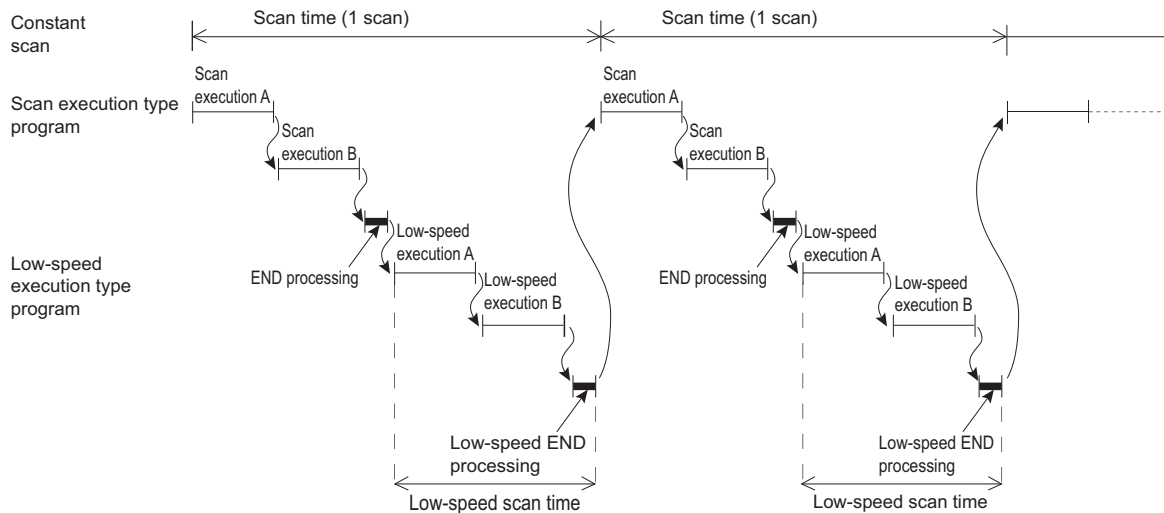 Constant
scan
Scan time (1 scan)
Scan time (1 scan)
Scan execution type
program
Scan
execution A
Scan
execution B
Scan
execution A
Scan
execution B
Low-speed
execution type
program
END processing
Low-speed
execution A
Low-speed
execution B
Low-speed END
processing
Low-speed scan time
END processing
Low-speed
execution A
Low-speed
execution B
Low-speed END
processing
Low-speed scan time